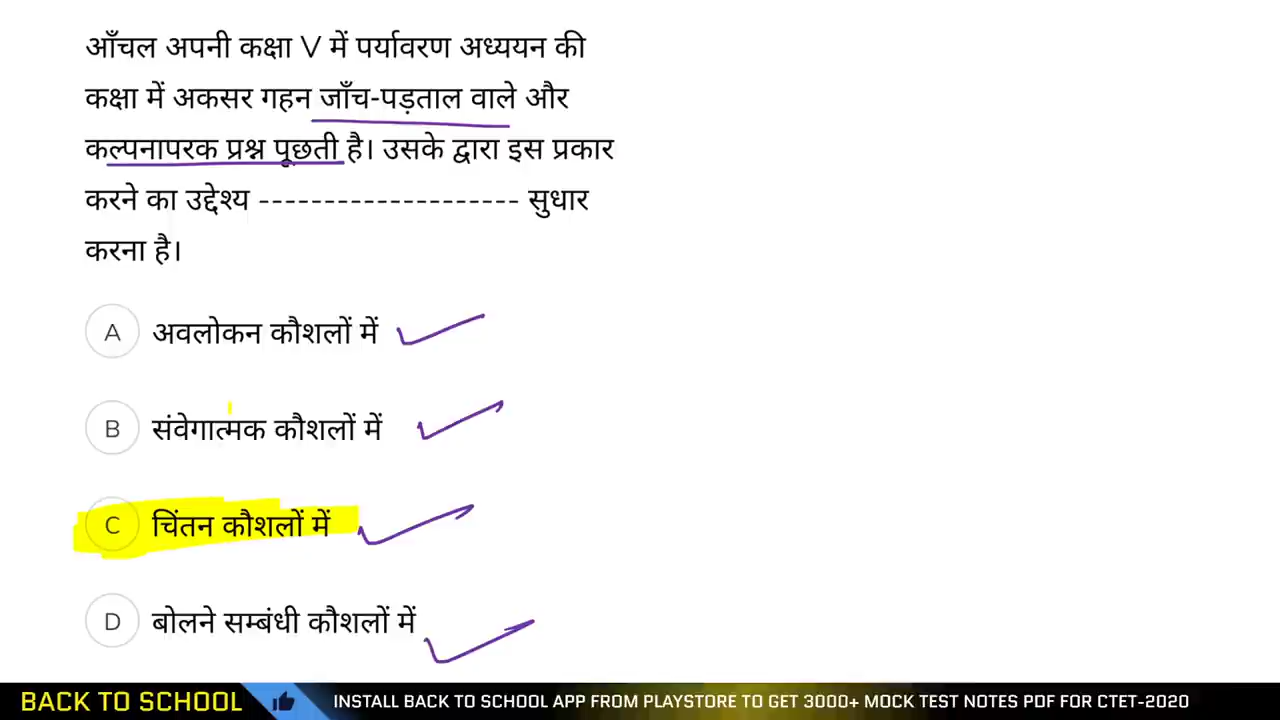 आँचल अपनी कक्षा V में पर्यावरण अध्ययन की
कक्षा में अकसर गहन जाँच-पड़ताल वाले और
कल्पनापरक प्रश्न पूछती है। उसके द्वारा इस प्रकार
करने का उद्देश्य -------------------- सुधार
करना है।
A अवलोकन कौशलों में
B संवेगात्मक कौशलों में
C चिंतन कौशलों में
D बोलने सम्बंधी कौशलों में
BACK TO SCHOOL INSTALL BACK TO SCHOOL APP FROM PLAYSTORE TO GET 3000+ MOCK TEST NOTES PDF FOR CTET-2020